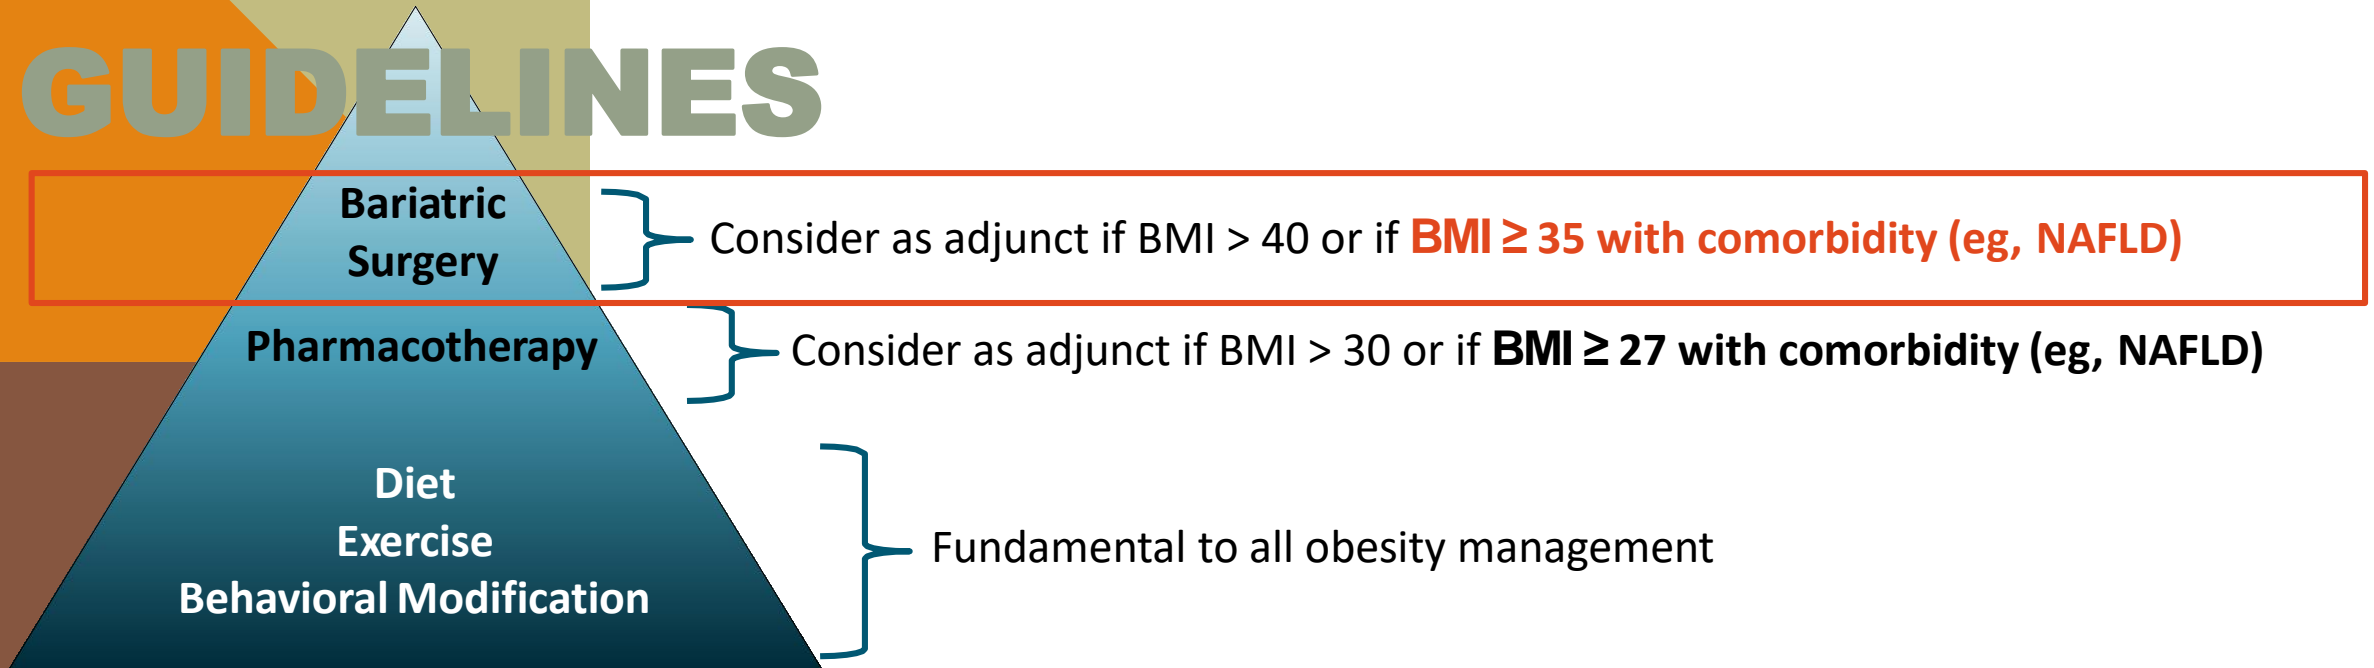 GUIDELINES
Bariatric
Surgery
Consider as adjunct if BMI > 40 or if BMI ≥ 35 with comorbidity (eg, NAFLD)
Pharmacotherapy
Consider as adjunct if BMI > 30 or if BMI ≥ 27 with comorbidity (eg, NAFLD)
Diet
Exercise
Behavioral Modification
Fundamental to all obesity management